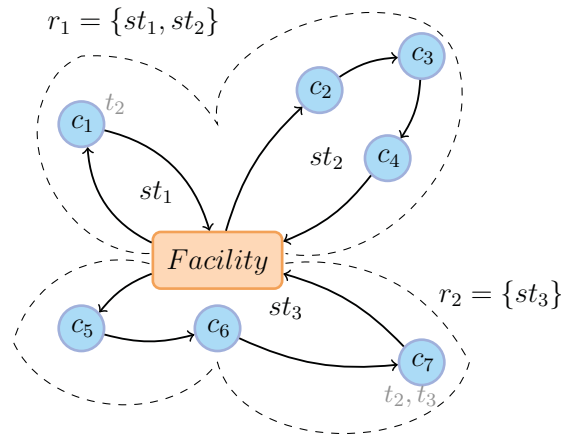 r₁ = {st₁, st₂}
c₃
c₂
t₂
c₁
c₄
st₂
st₁
Facility
r₂ = {st₃}
st₃
c₅
c₆
c₇
t₂, t₃